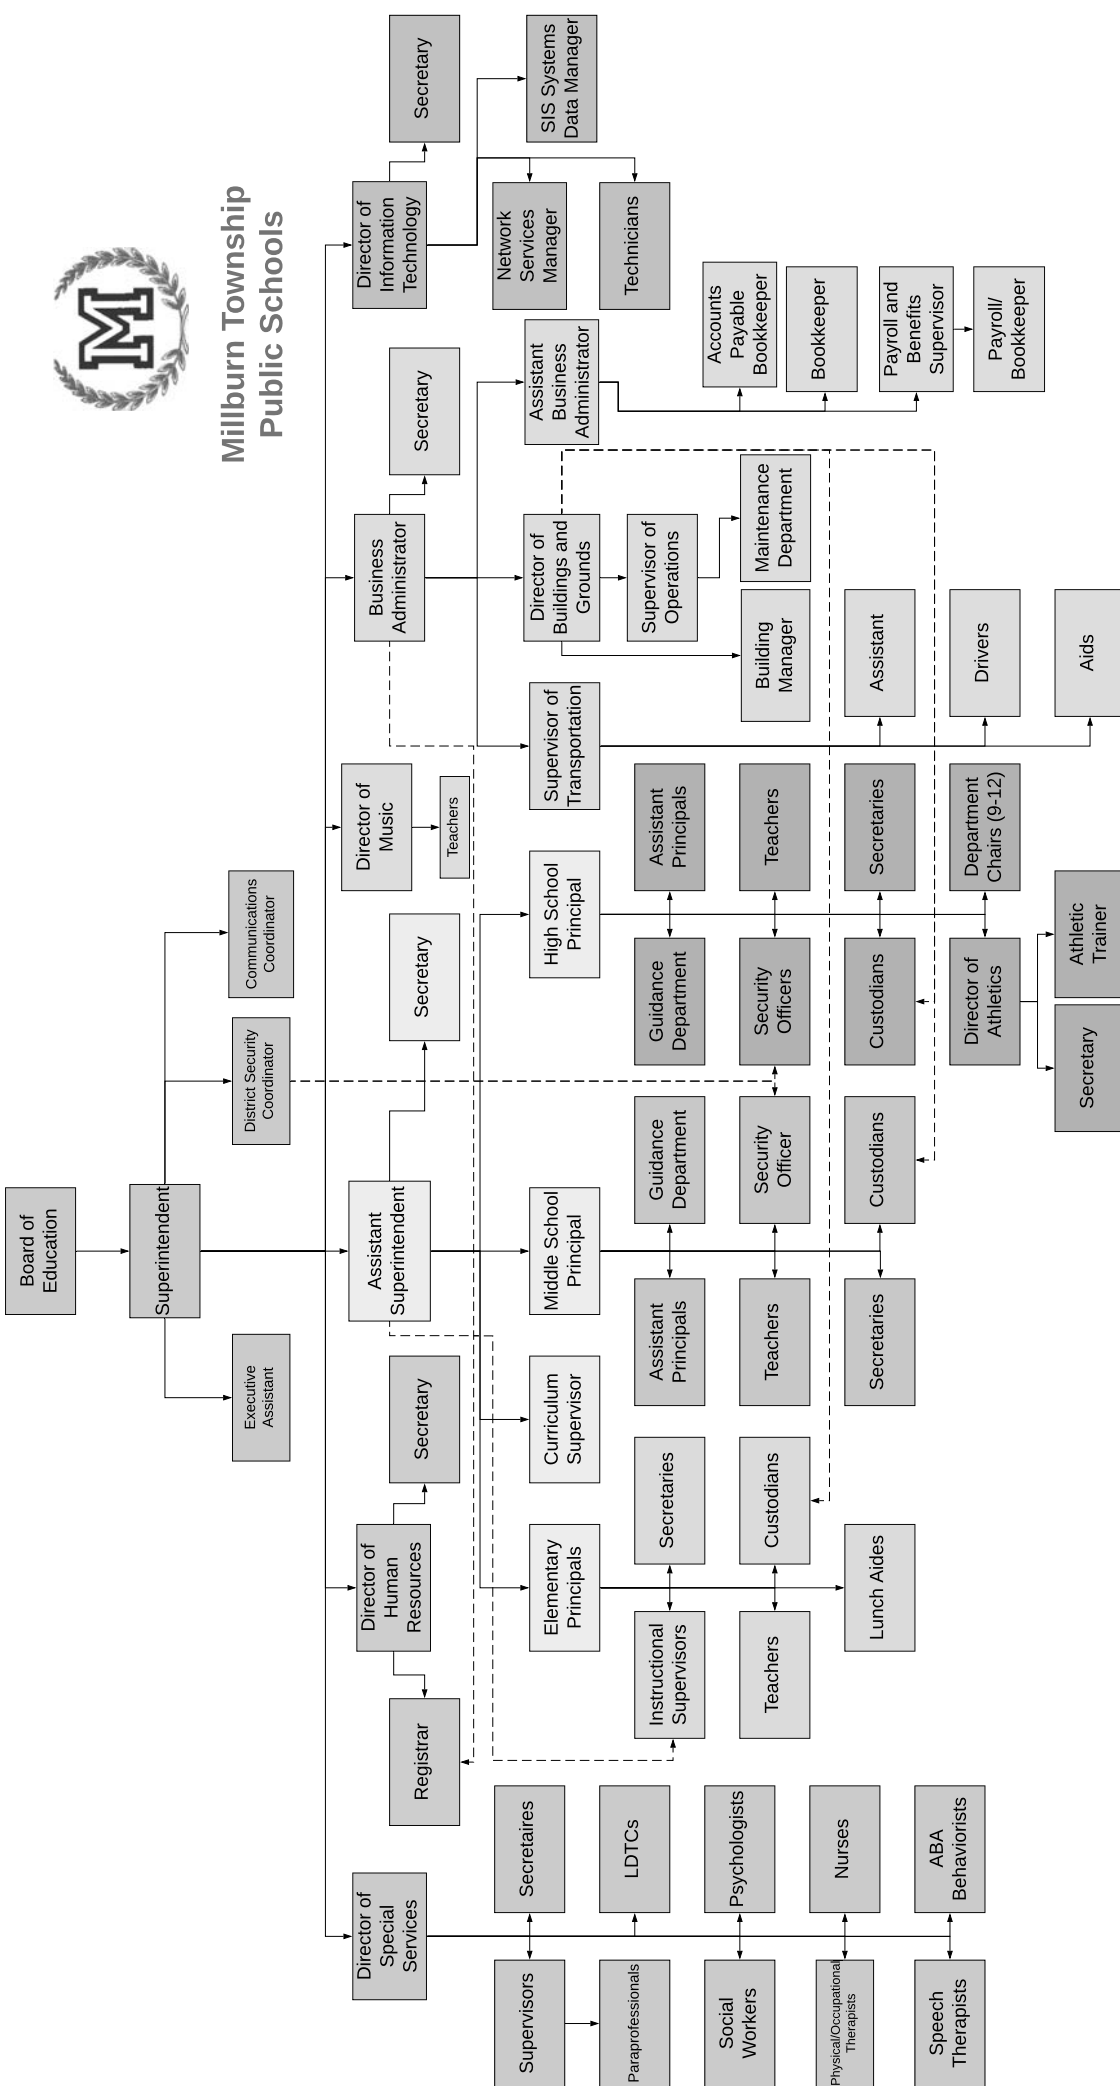 M
Millburn Township
Public Schools
Board of
Education
Superintendent
Executive
Assistant
District Security
Coordinator
Communications
Coordinator
Director of
Special
Services
Director of
Human
Resources
Assistant
Superintendent
Director of
Music
Business
Administrator
Director of
Information
Technology
Registrar
Secretary
Secretary
Teachers
Secretary
Secretary
Supervisors
Secretaires
Paraprofessionals
LDTCs
Social
Workers
Psychologists
Physical/Occupational
Therapists
Nurses
Speech
Therapists
ABA
Behaviorists
Elementary
Principals
Curriculum
Supervisor
Middle School
Principal
High School
Principal
Instructional
Supervisors
Secretaries
Teachers
Custodians
Lunch Aides
Assistant
Principals
Guidance
Department
Teachers
Security
Officer
Secretaries
Custodians
Guidance
Department
Assistant
Principals
Security
Officers
Teachers
Custodians
Secretaries
Director of
Athletics
Department
Chairs (9-12)
Secretary
Athletic
Trainer
Supervisor of
Transportation
Director of
Buildings and
Grounds
Assistant
Business
Administrator
Supervisor of
Operations
Building
Manager
Maintenance
Department
Assistant
Drivers
Aids
Accounts
Payable
Bookkeeper
Bookkeeper
Payroll and
Benefits
Supervisor
Payroll/
Bookkeeper
Network
Services
Manager
SIS Systems
Data Manager
Technicians